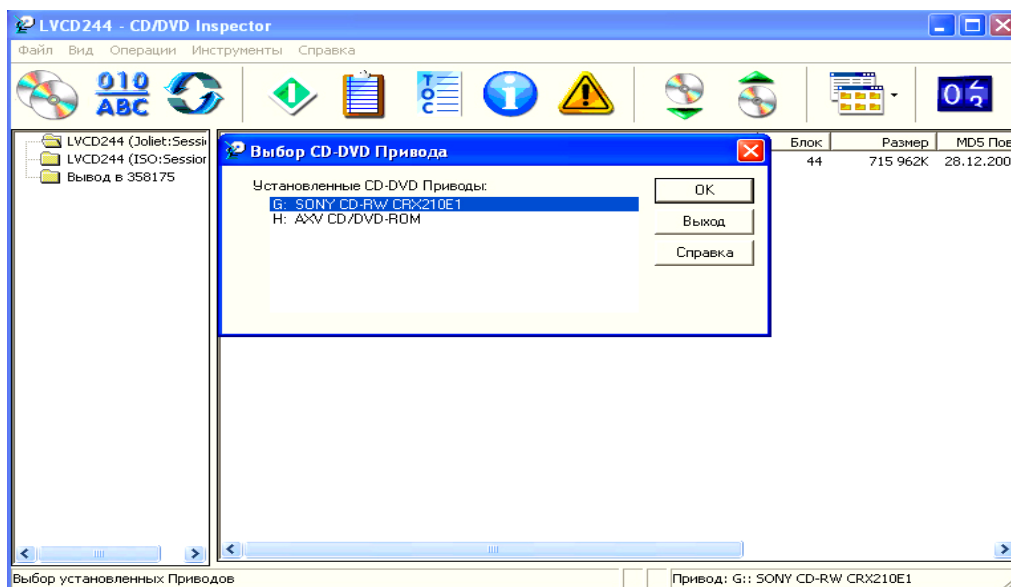 LVCD244 - CD/DVD Inspector
Файл Вид Операции Инструменты Справка
010
ABC
T
O
C
LVCD244 (Joliet:Sessi
LVCD244 (ISO:Session
Вывод в 358175
Блок Размер MD5 Пов
44 715 962K 28.12.200
Выбор CD-DVD Привода
Установленные CD-DVD Приводы:
G: SONY CD-RW CRX210E1
H: AXV CD/DVD-ROM
OK
Выход
Справка
Выбор установленных Приводов
Привод: G:: SONY CD-RW CRX210E1